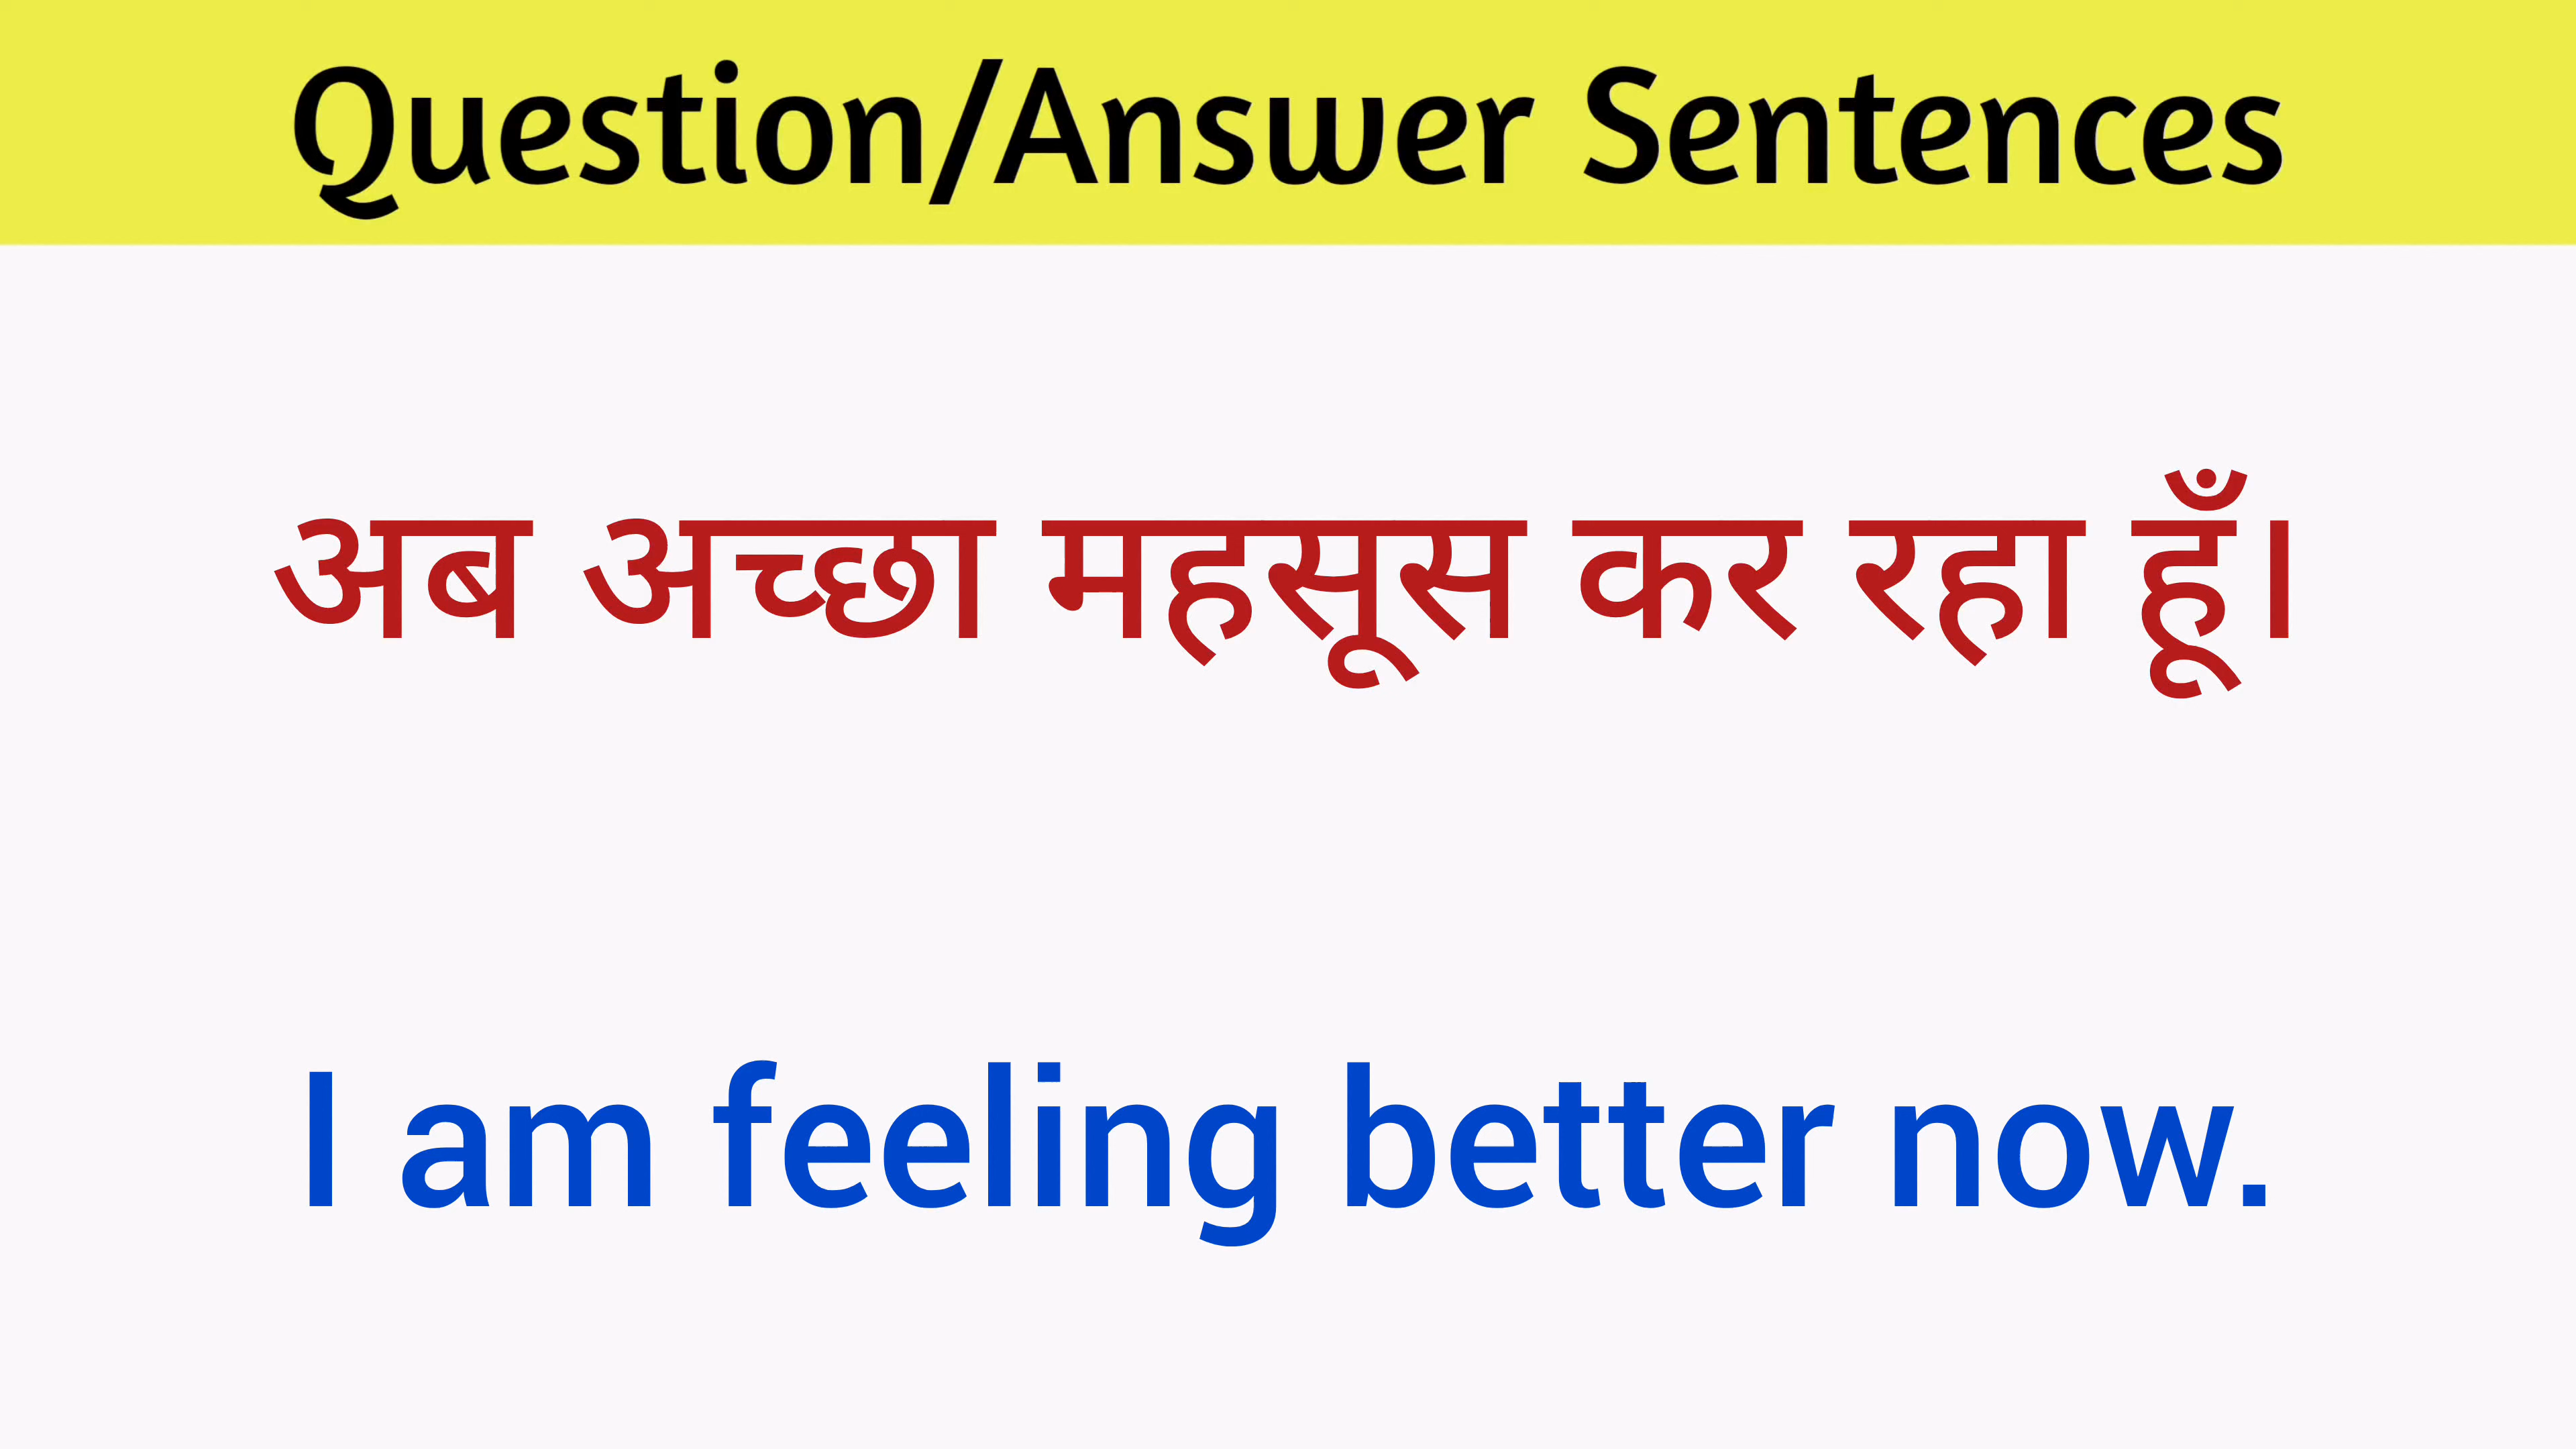 Question/Answer Sentences
अब अच्छा महसूस कर रहा हूँ।
I am feeling better now.